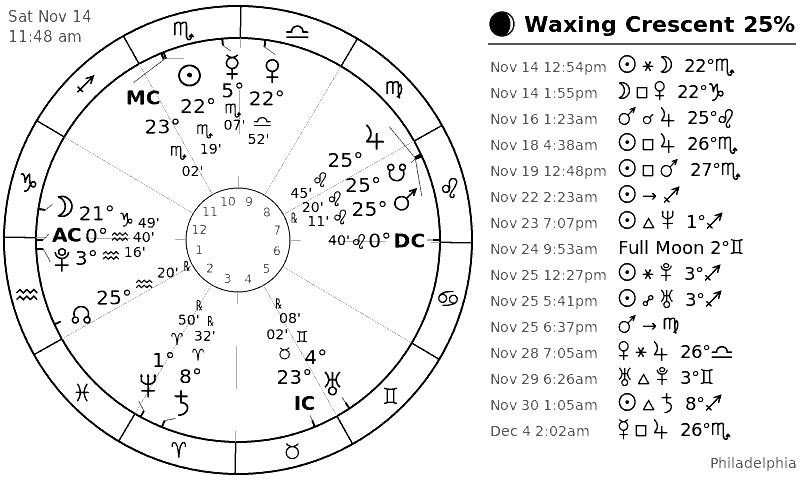 Sat Nov 14
11:48 am
Waxing Crescent 25%
Nov 14 12:54pm ☉ ⚹ ☽ 22°♏
Nov 14 1:55pm ☽ □ ♀ 22°♑
Nov 16 1:23am ♂ ☌ ♃ 25°♌
Nov 18 4:38am ☉ □ ♃ 26°♏
Nov 19 12:48pm ☉ □ ♂ 27°♏
Nov 22 2:23am ☉ → ♐
Nov 23 7:07pm ☉ △ ♆ 1°♐
Nov 24 9:53am Full Moon 2°♊
Nov 25 12:27pm ☉ ⚹ ♇ 3°♐
Nov 25 5:41pm ☉ ☍ ♅ 3°♐
Nov 25 6:37pm ♂ → ♍
Nov 28 7:05am ♀ ⚹ ♃ 26°♎
Nov 29 6:26am ♅ △ ♇ 3°♊
Nov 30 1:05am ☉ △ ♄ 8°♐
Dec 4 2:02am ☿ □ ♃ 26°♏
Philadelphia
MC 23° ♏ 02'
☉ 22° ♏ 19'
☿ 5° ♏ 07'
♀ 22° ♎ 52'
♃ 25° ♌ 45'
☋ 25° ♌ 20' ℞
♂ 25° ♌ 11'
DC 0° ♌ 40'
☽ 21° ♑ 49'
AC 0° ♒ 40'
♇ 3° ♒ 16'
☊ 25° ♒ 20' ℞
♆ 1° ♈ 50' ℞
♄ 8° ♈ 32' ℞
IC 23° ♉ 02'
♅ 4° ♊ 08' ℞
♈
♉
♊
♋
♌
♍
♎
♏
♐
♑
♒
♓
1
2
3
4
5
6
7
8
9
10
11
12